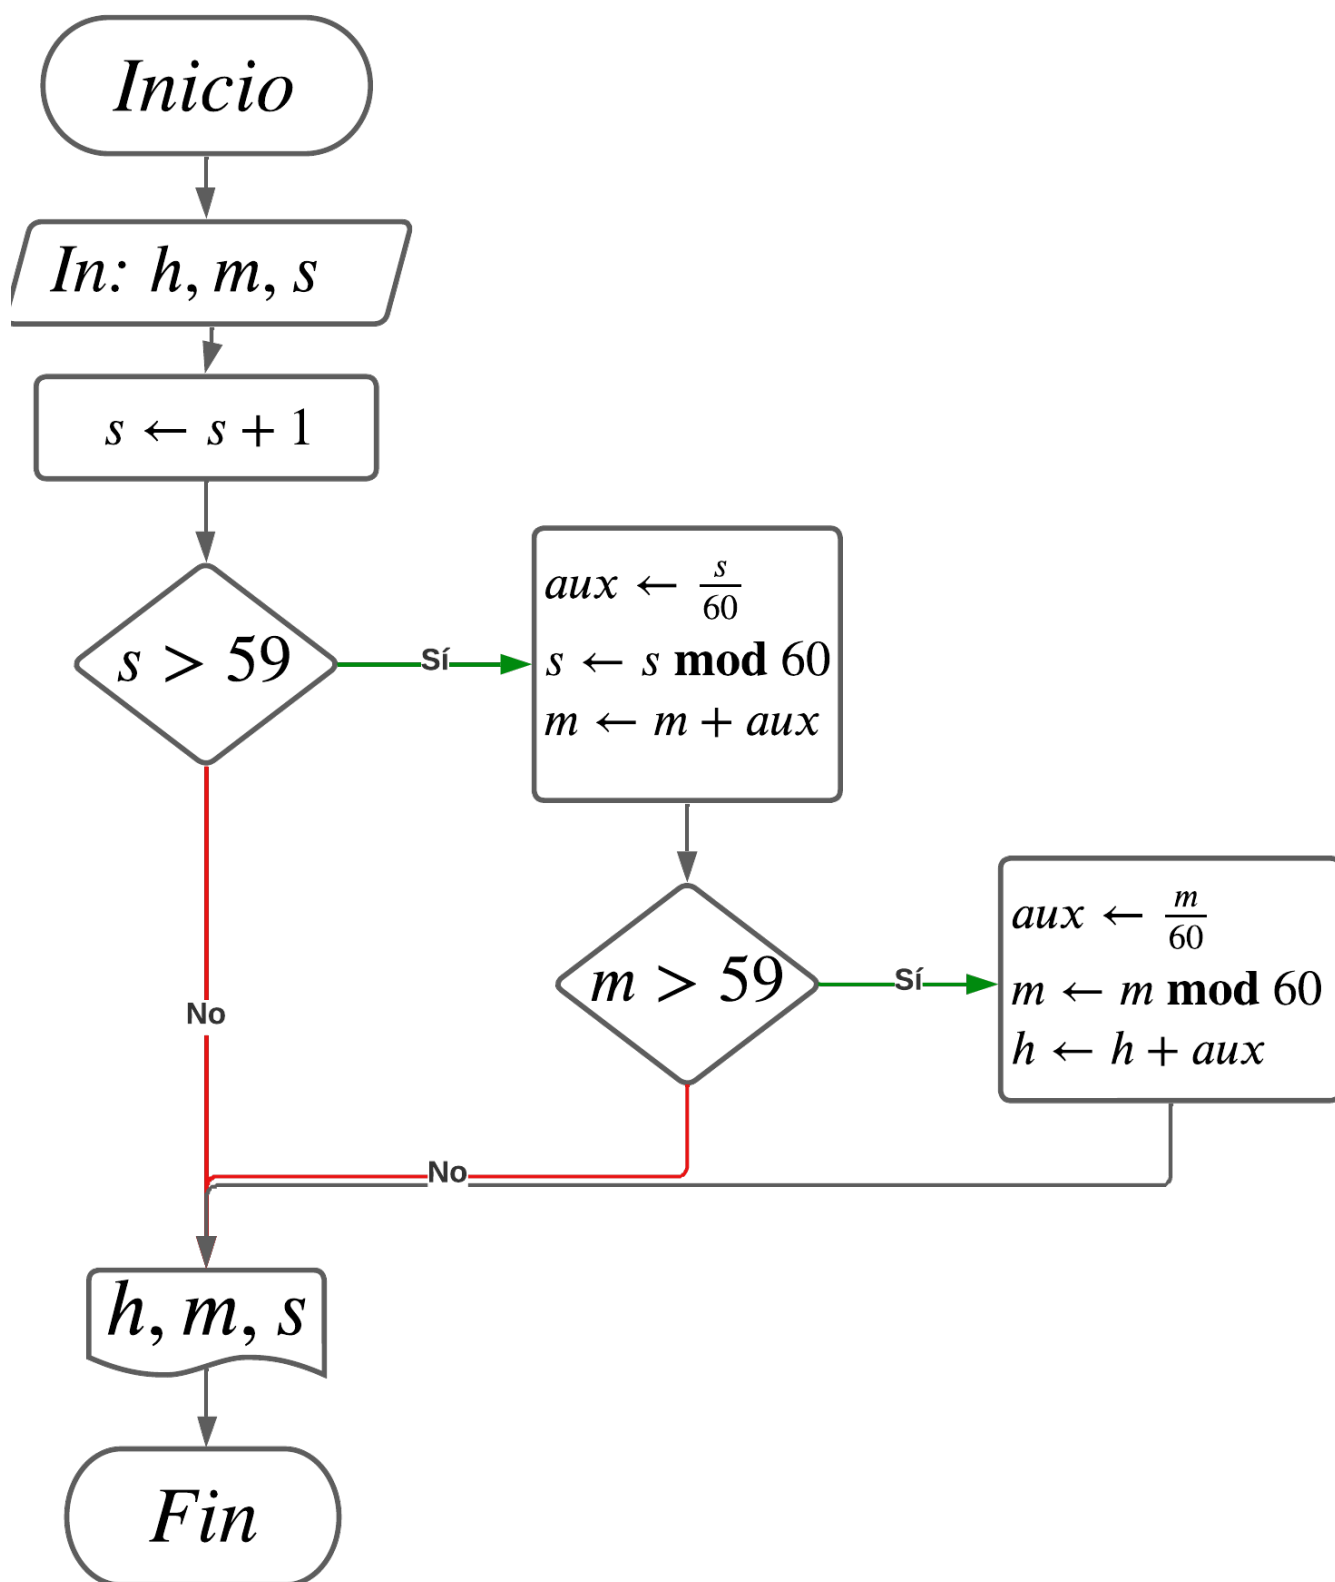 Inicio
In: h, m, s
s ← s + 1
s > 59
Sí
aux ← s/60
s ← s mod 60
m ← m + aux
No
m > 59
Sí
aux ← m/60
m ← m mod 60
h ← h + aux
No
h, m, s
Fin